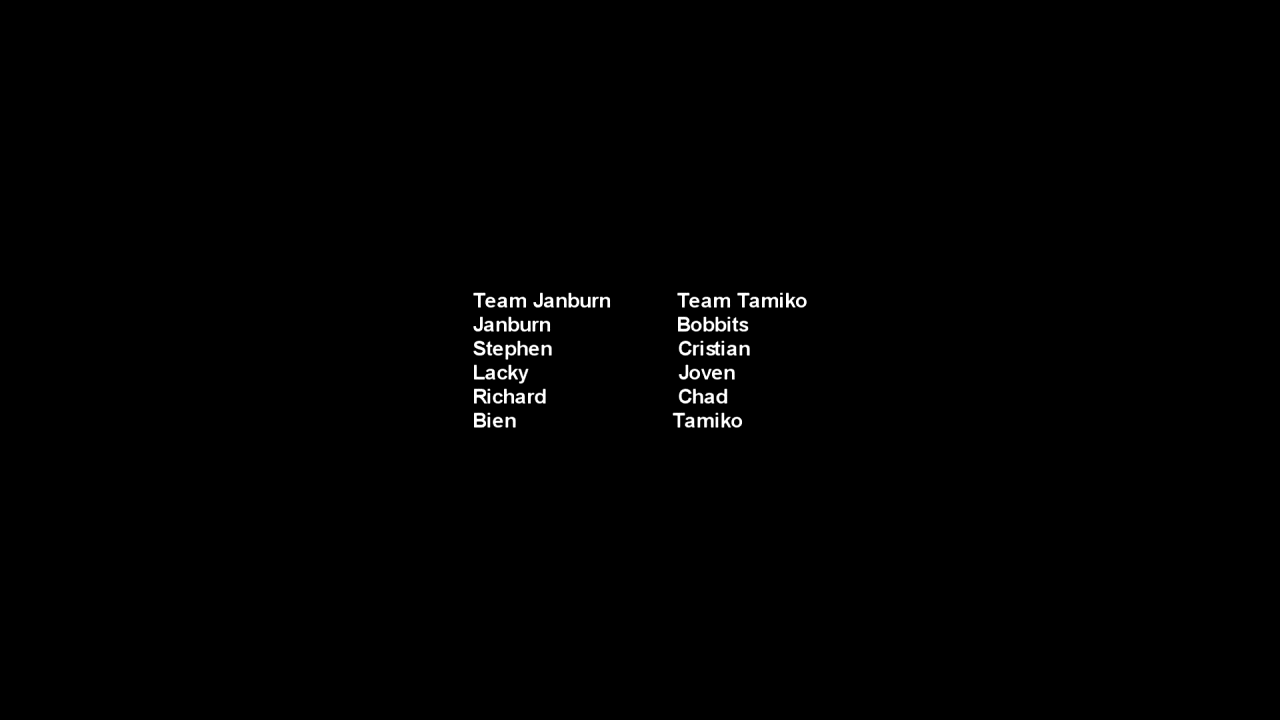 Team Janburn Team Tamiko
Janburn Bobbits
Stephen Cristian
Lacky Joven
Richard Chad
Bien Tamiko